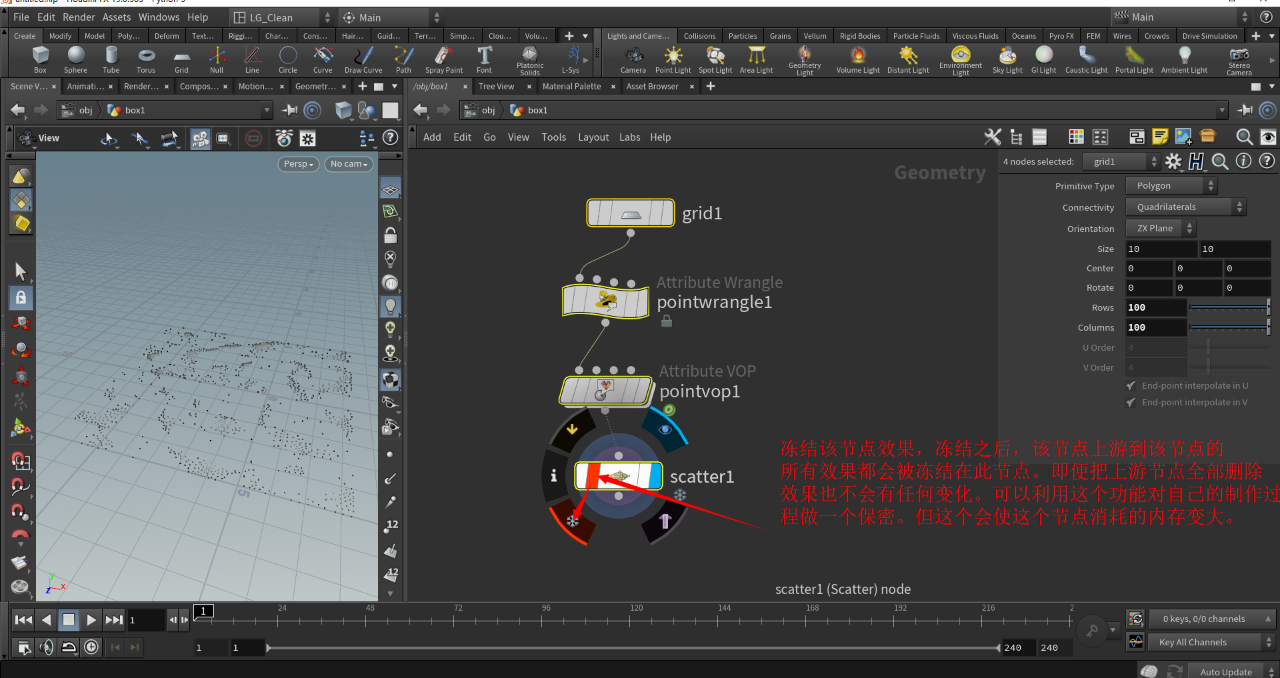 File Edit Render Assets Windows Help LG_Clean Main Main
Create Modify Model Poly... Deform Text... Riggi... Char... Cons... Hair... Guid... Terr... Simp... Clou... Volu... Lights and Came... Collisions Particles Grains Vellum Rigid Bodies Particle Fluids Viscous Fluids Oceans Pyro FX FEM Wires Crowds Drive Simulation
Box Sphere Tube Torus Grid Null Line Circle Curve Draw Curve Path Spray Paint Font Platonic Solids L-Sys Camera Point Light Spot Light Area Light Geometry Light Volume Light Distant Light Environment Light Sky Light GI Light Caustic Light Portal Light Ambient Light Stereo Camera
Scene V... Animati... Render... Compos... Motion... Geometr... /obj/box1 Tree View Material Palette Asset Browser
obj box1 obj box1
View Add Edit Go View Tools Layout Labs Help
Persp No cam
Geometry
4 nodes selected: grid1
Primitive Type Polygon
Connectivity Quadrilaterals
Orientation ZX Plane
Size 10 10
Center 0 0 0
Rotate 0 0 0
Rows 100
Columns 100
U Order 4
V Order 4
End-point interpolate in U
End-point interpolate in V
grid1
Attribute Wrangle
pointwrangle1
Attribute VOP
pointvop1
scatter1
冻结该节点效果，冻结之后，该节点上游到该节点的
所有效果都会被冻结在此节点。即便把上游节点全部删除
效果也不会有任何变化。可以利用这个功能对自己的制作过
程做一个保密。但这个会使这个节点消耗的内存变大。
12
12
5
scatter1 (Scatter) node
1 1 24 48 72 96 120 144 168 192 216 2
0 keys, 0/0 channels
1 1 240 240 Key All Channels
Auto Update